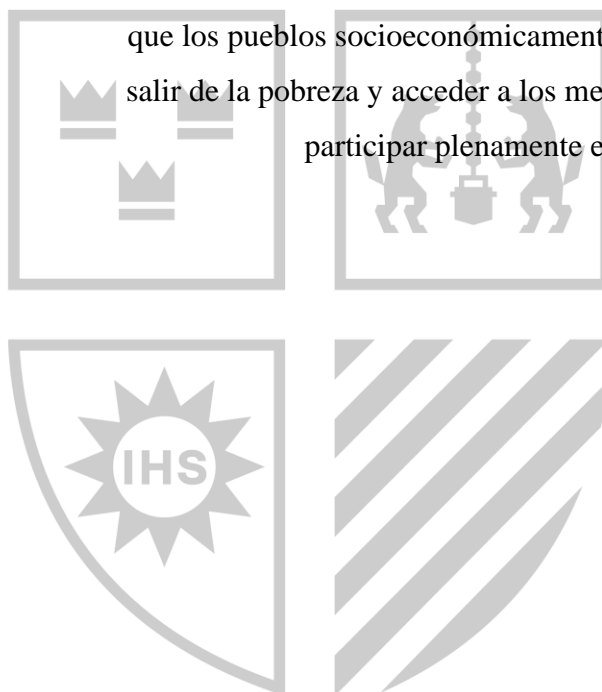 que los pueblos socioeconómicament
salir de la pobreza y acceder a los me
participar plenamente e
IHS